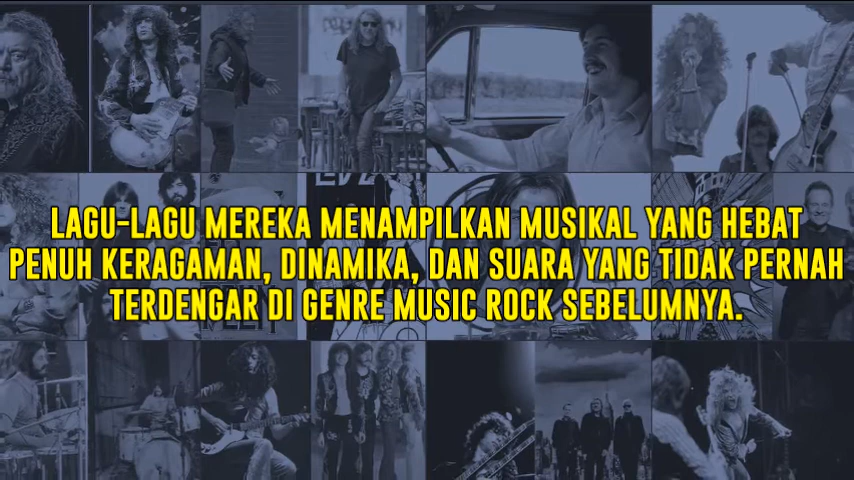 LAGU-LAGU MEREKA MENAMPILKAN MUSIKAL YANG HEBAT
PENUH KERAGAMAN, DINAMIKA, DAN SUARA YANG TIDAK PERNAH
TERDENGAR DI GENRE MUSIC ROCK SEBELUMNYA.